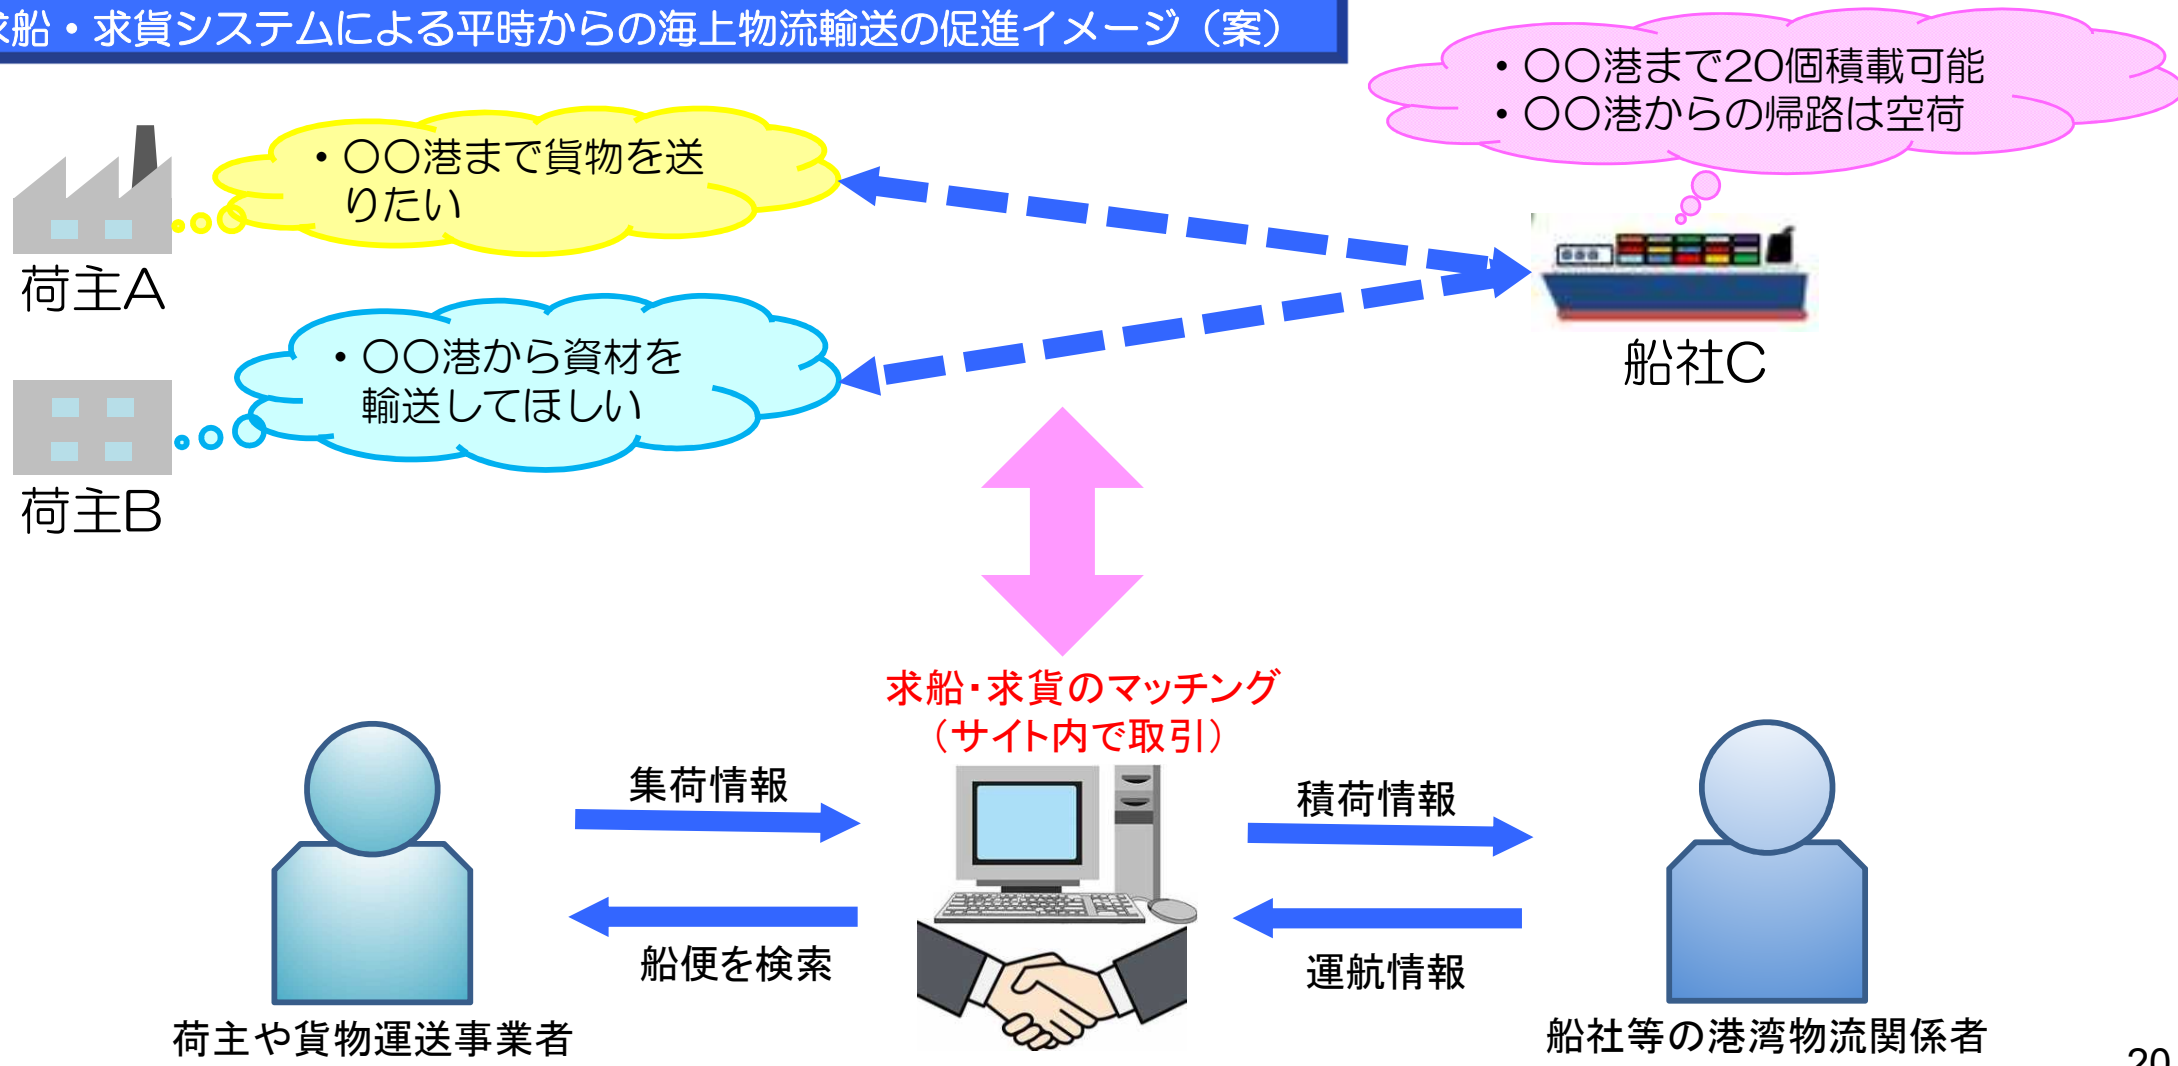 求船・求貨システムによる平時からの海上物流輸送の促進イメージ（案）
・〇〇港まで20個積載可能
・〇〇港からの帰路は空荷
・〇〇港まで貨物を送
りたい
荷主A
・〇〇港から資材を
輸送してほしい
船社C
荷主B
求船・求貨のマッチング
（サイト内で取引）
集荷情報
積荷情報
船便を検索
運航情報
荷主や貨物運送事業者
船社等の港湾物流関係者
20